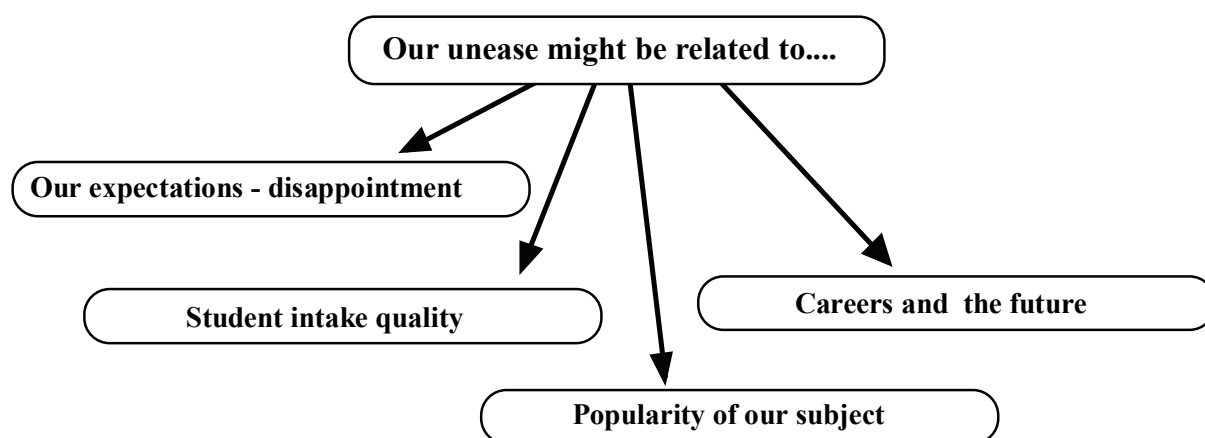 Our unease might be related to....
Our expectations - disappointment
Student intake quality
Careers and the future
Popularity of our subject